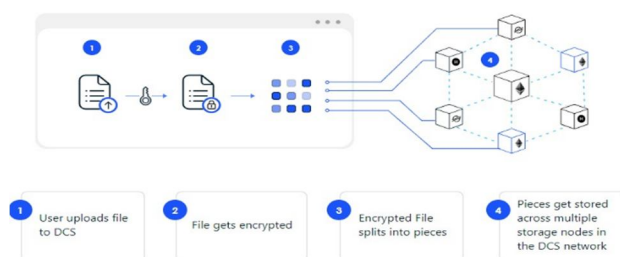 1
2
3
4
1
User uploads file
to DCS
2
File gets encrypted
3
Encrypted File
splits into pieces
4
Pieces get stored
across multiple
storage nodes in
the DCS network